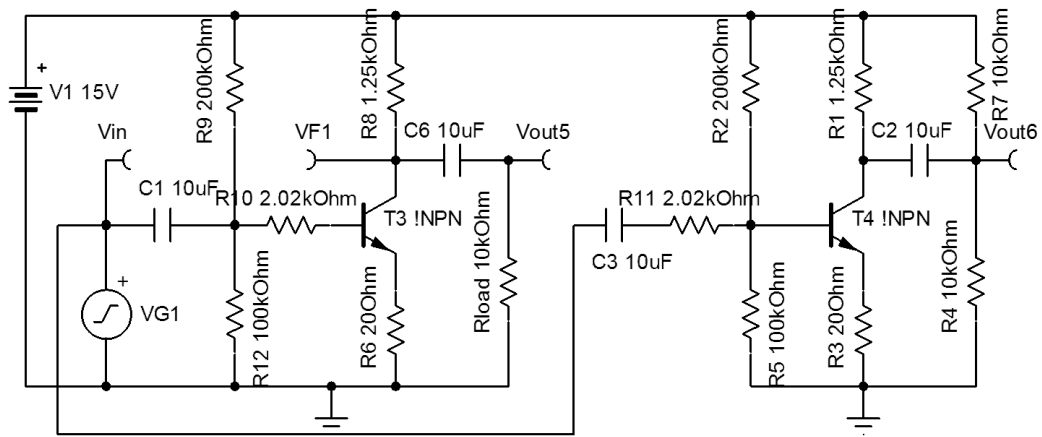 +
V1 15V
Vin
C1 10uF
+
VG1
R9 200kOhm
R12 100kOhm
R10 2.02kOhm
VF1
R8 1.25kOhm
C6 10uF
Vout5
T3 !NPN
R6 20Ohm
Rload 10kOhm
C3 10uF
R11 2.02kOhm
R2 200kOhm
R5 100kOhm
R1 1.25kOhm
C2 10uF
R7 10kOhm
Vout6
T4 !NPN
R3 20Ohm
R4 10kOhm